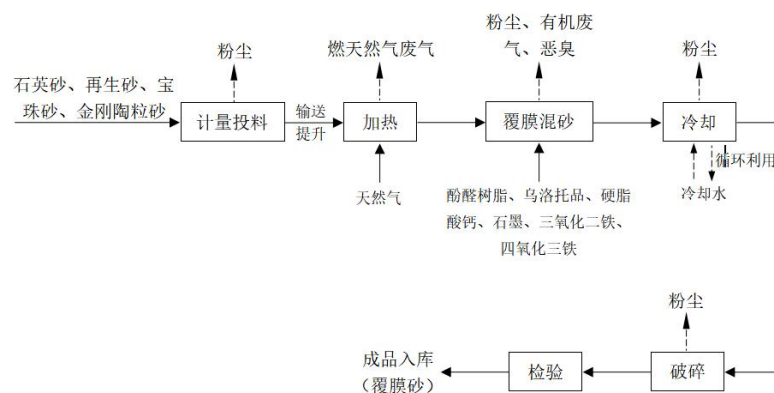 粉尘
燃天然气废气
粉尘、有机废
气、恶臭
粉尘
石英砂、再生砂、宝
珠砂、金刚陶粒砂
计量投料
输送
提升
加热
覆膜混砂
冷却
循环利用
天然气
酚醛树脂、乌洛托品、硬脂
酸钙、石墨、三氧化二铁、
四氧化三铁
冷却水
粉尘
成品入库
（覆膜砂）
检验
破碎